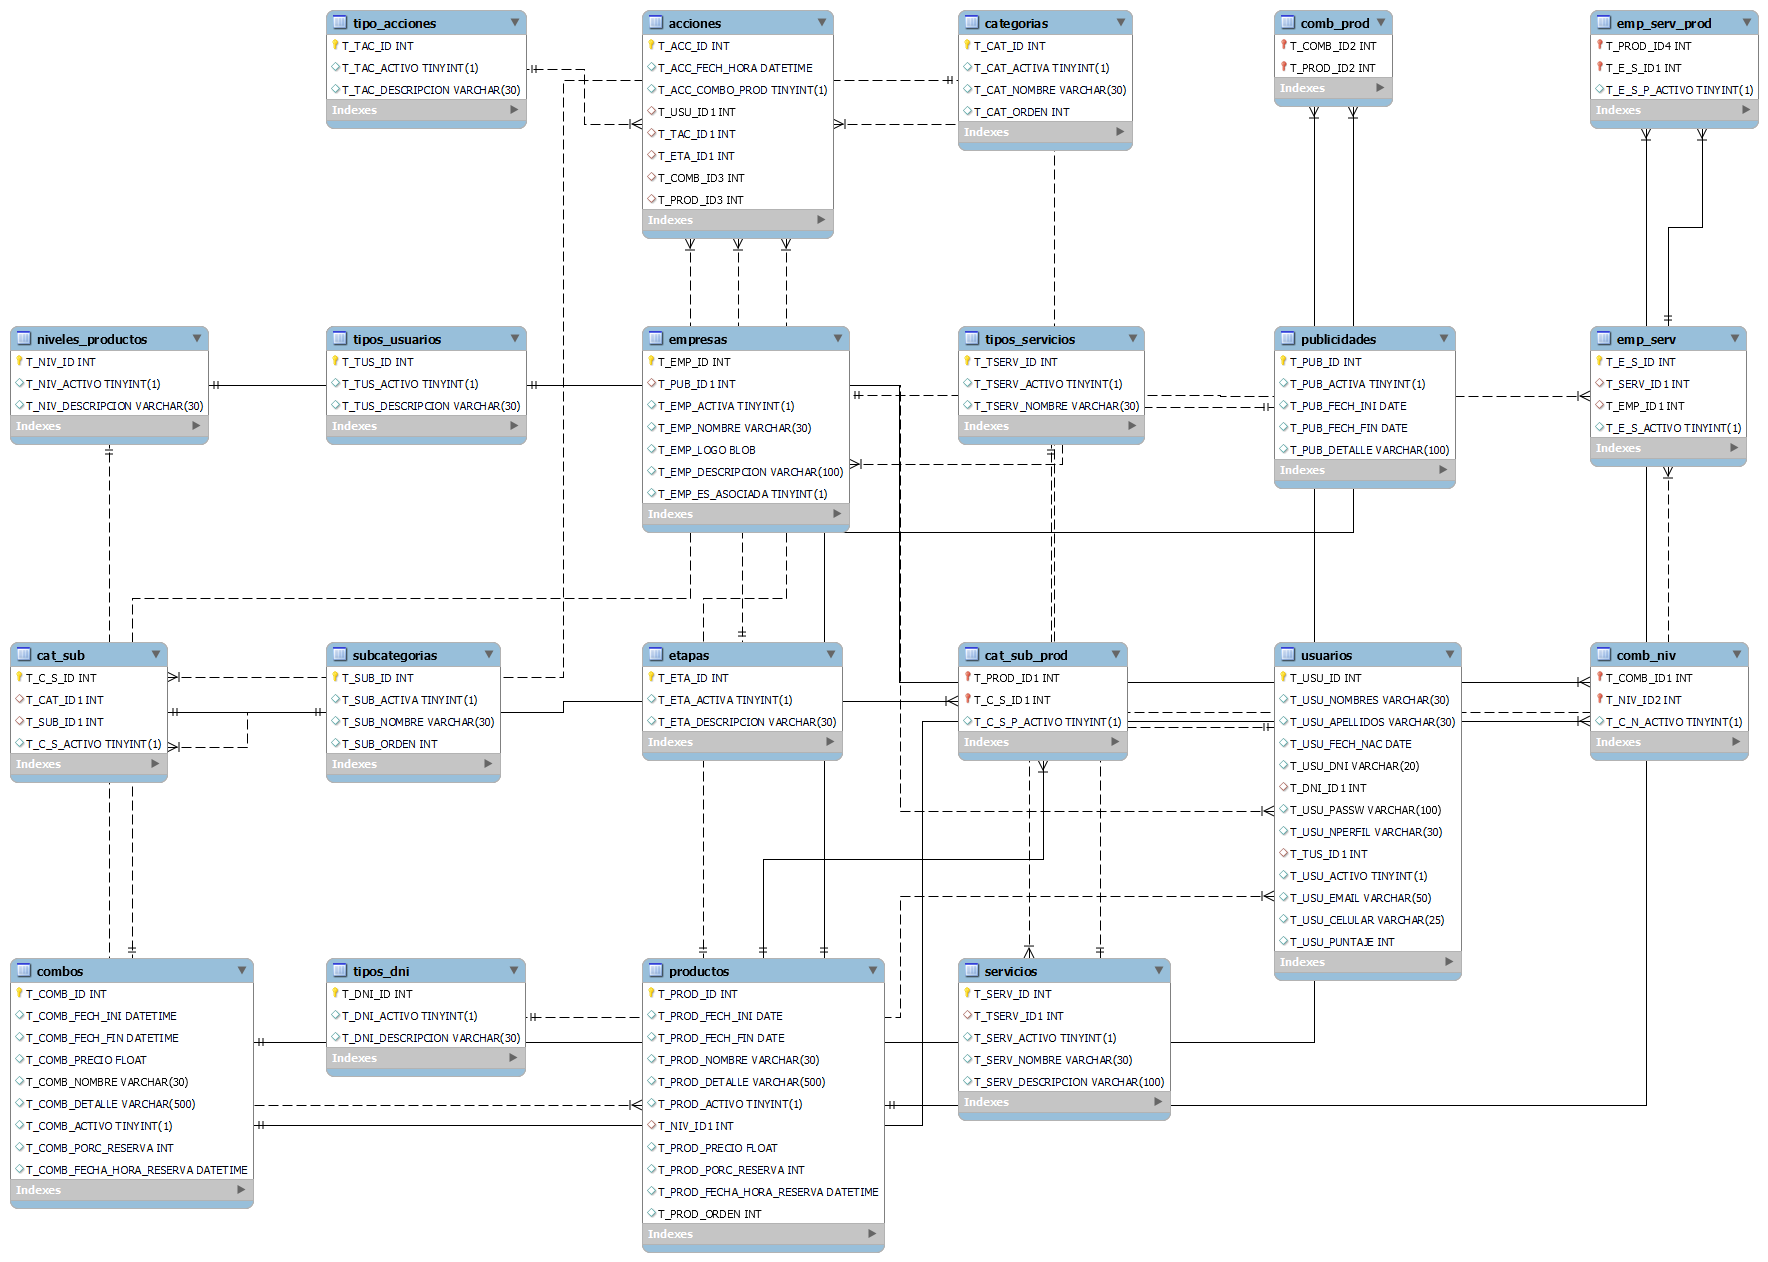 tipo_acciones
T_TAC_ID INT
T_TAC_ACTIVO TINYINT(1)
T_TAC_DESCRIPCION VARCHAR(30)
Indexes
acciones
T_ACC_ID INT
T_ACC_FECH_HORA DATETIME
T_ACC_COMBO_PROD TINYINT(1)
T_USU_ID1 INT
T_TAC_ID1 INT
T_ETA_ID1 INT
T_COMB_ID3 INT
T_PROD_ID3 INT
Indexes
categorias
T_CAT_ID INT
T_CAT_ACTIVA TINYINT(1)
T_CAT_NOMBRE VARCHAR(30)
T_CAT_ORDEN INT
Indexes
comb_prod
T_COMB_ID2 INT
T_PROD_ID2 INT
Indexes
emp_serv_prod
T_PROD_ID4 INT
T_E_S_ID1 INT
T_E_S_P_ACTIVO TINYINT(1)
Indexes
niveles_productos
T_NIV_ID INT
T_NIV_ACTIVO TINYINT(1)
T_NIV_DESCRIPCION VARCHAR(30)
Indexes
tipos_usuarios
T_TUS_ID INT
T_TUS_ACTIVO TINYINT(1)
T_TUS_DESCRIPCION VARCHAR(30)
Indexes
empresas
T_EMP_ID INT
T_PUB_ID1 INT
T_EMP_ACTIVA TINYINT(1)
T_EMP_NOMBRE VARCHAR(30)
T_EMP_LOGO BLOB
T_EMP_DESCRIPCION VARCHAR(100)
T_EMP_ES_ASOCIADA TINYINT(1)
Indexes
tipos_servicios
T_TSERV_ID INT
T_TSERV_ACTIVO TINYINT(1)
T_TSERV_NOMBRE VARCHAR(30)
Indexes
publicidades
T_PUB_ID INT
T_PUB_ACTIVA TINYINT(1)
T_PUB_FECH_INI DATE
T_PUB_FECH_FIN DATE
T_PUB_DETALLE VARCHAR(100)
Indexes
emp_serv
T_E_S_ID INT
T_SERV_ID1 INT
T_EMP_ID1 INT
T_E_S_ACTIVO TINYINT(1)
Indexes
cat_sub
T_C_S_ID INT
T_CAT_ID1 INT
T_SUB_ID1 INT
T_C_S_ACTIVO TINYINT(1)
Indexes
subcategorias
T_SUB_ID INT
T_SUB_ACTIVA TINYINT(1)
T_SUB_NOMBRE VARCHAR(30)
T_SUB_ORDEN INT
Indexes
etapas
T_ETA_ID INT
T_ETA_ACTIVA TINYINT(1)
T_ETA_DESCRIPCION VARCHAR(30)
Indexes
cat_sub_prod
T_PROD_ID1 INT
T_C_S_ID1 INT
T_C_S_P_ACTIVO TINYINT(1)
Indexes
usuarios
T_USU_ID INT
T_USU_NOMBRES VARCHAR(30)
T_USU_APELLIDOS VARCHAR(30)
T_USU_FECH_NAC DATE
T_USU_DNI VARCHAR(20)
T_DNI_ID1 INT
T_USU_PASSW VARCHAR(100)
T_USU_NPERFIL VARCHAR(30)
T_TUS_ID1 INT
T_USU_ACTIVO TINYINT(1)
T_USU_EMAIL VARCHAR(50)
T_USU_CELULAR VARCHAR(25)
T_USU_PUNTAJE INT
Indexes
comb_niv
T_COMB_ID1 INT
T_NIV_ID2 INT
T_C_N_ACTIVO TINYINT(1)
Indexes
combos
T_COMB_ID INT
T_COMB_FECH_INI DATETIME
T_COMB_FECH_FIN DATETIME
T_COMB_PRECIO FLOAT
T_COMB_NOMBRE VARCHAR(30)
T_COMB_DETALLE VARCHAR(500)
T_COMB_ACTIVO TINYINT(1)
T_COMB_PORC_RESERVA INT
T_COMB_FECHA_HORA_RESERVA DATETIME
Indexes
tipos_dni
T_DNI_ID INT
T_DNI_ACTIVO TINYINT(1)
T_DNI_DESCRIPCION VARCHAR(30)
Indexes
productos
T_PROD_ID INT
T_PROD_FECH_INI DATE
T_PROD_FECH_FIN DATE
T_PROD_NOMBRE VARCHAR(30)
T_PROD_DETALLE VARCHAR(500)
T_PROD_ACTIVO TINYINT(1)
T_NIV_ID1 INT
T_PROD_PRECIO FLOAT
T_PROD_PORC_RESERVA INT
T_PROD_FECHA_HORA_RESERVA DATETIME
T_PROD_ORDEN INT
Indexes
servicios
T_SERV_ID INT
T_TSERV_ID1 INT
T_SERV_ACTIVO TINYINT(1)
T_SERV_NOMBRE VARCHAR(30)
T_SERV_DESCRIPCION VARCHAR(100)
Indexes